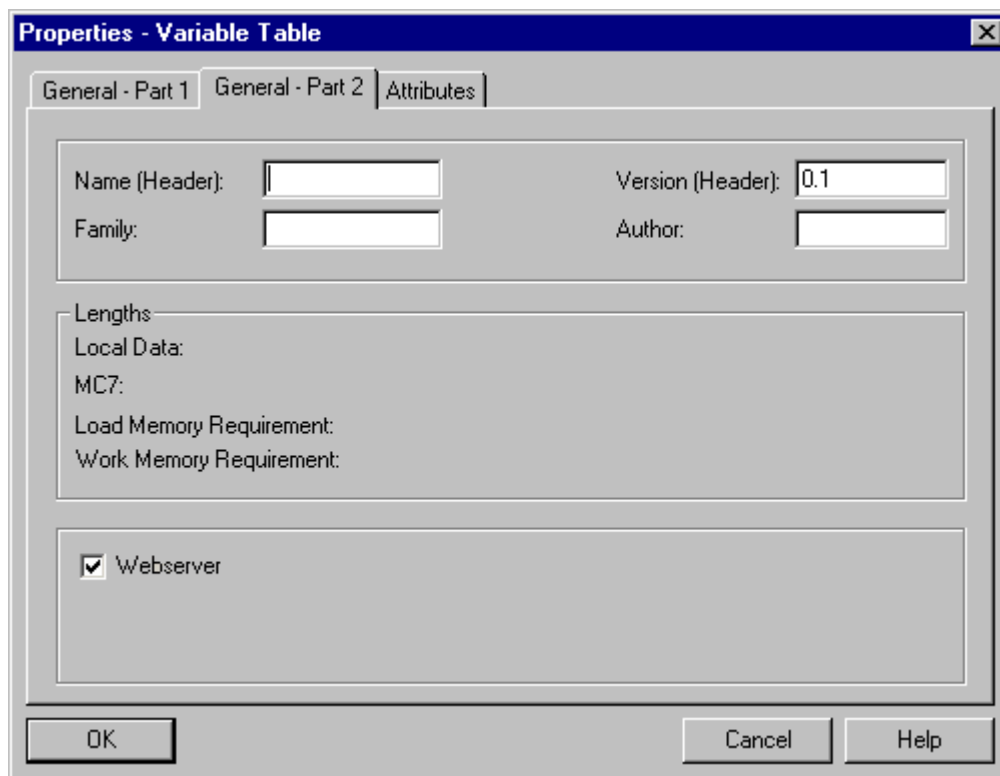 Properties - Variable Table
General - Part 1 General - Part 2 Attributes
Name (Header): Version (Header): 0.1
Family: Author:
Lengths
Local Data:
MC7:
Load Memory Requirement:
Work Memory Requirement:
Webserver
OK Cancel Help